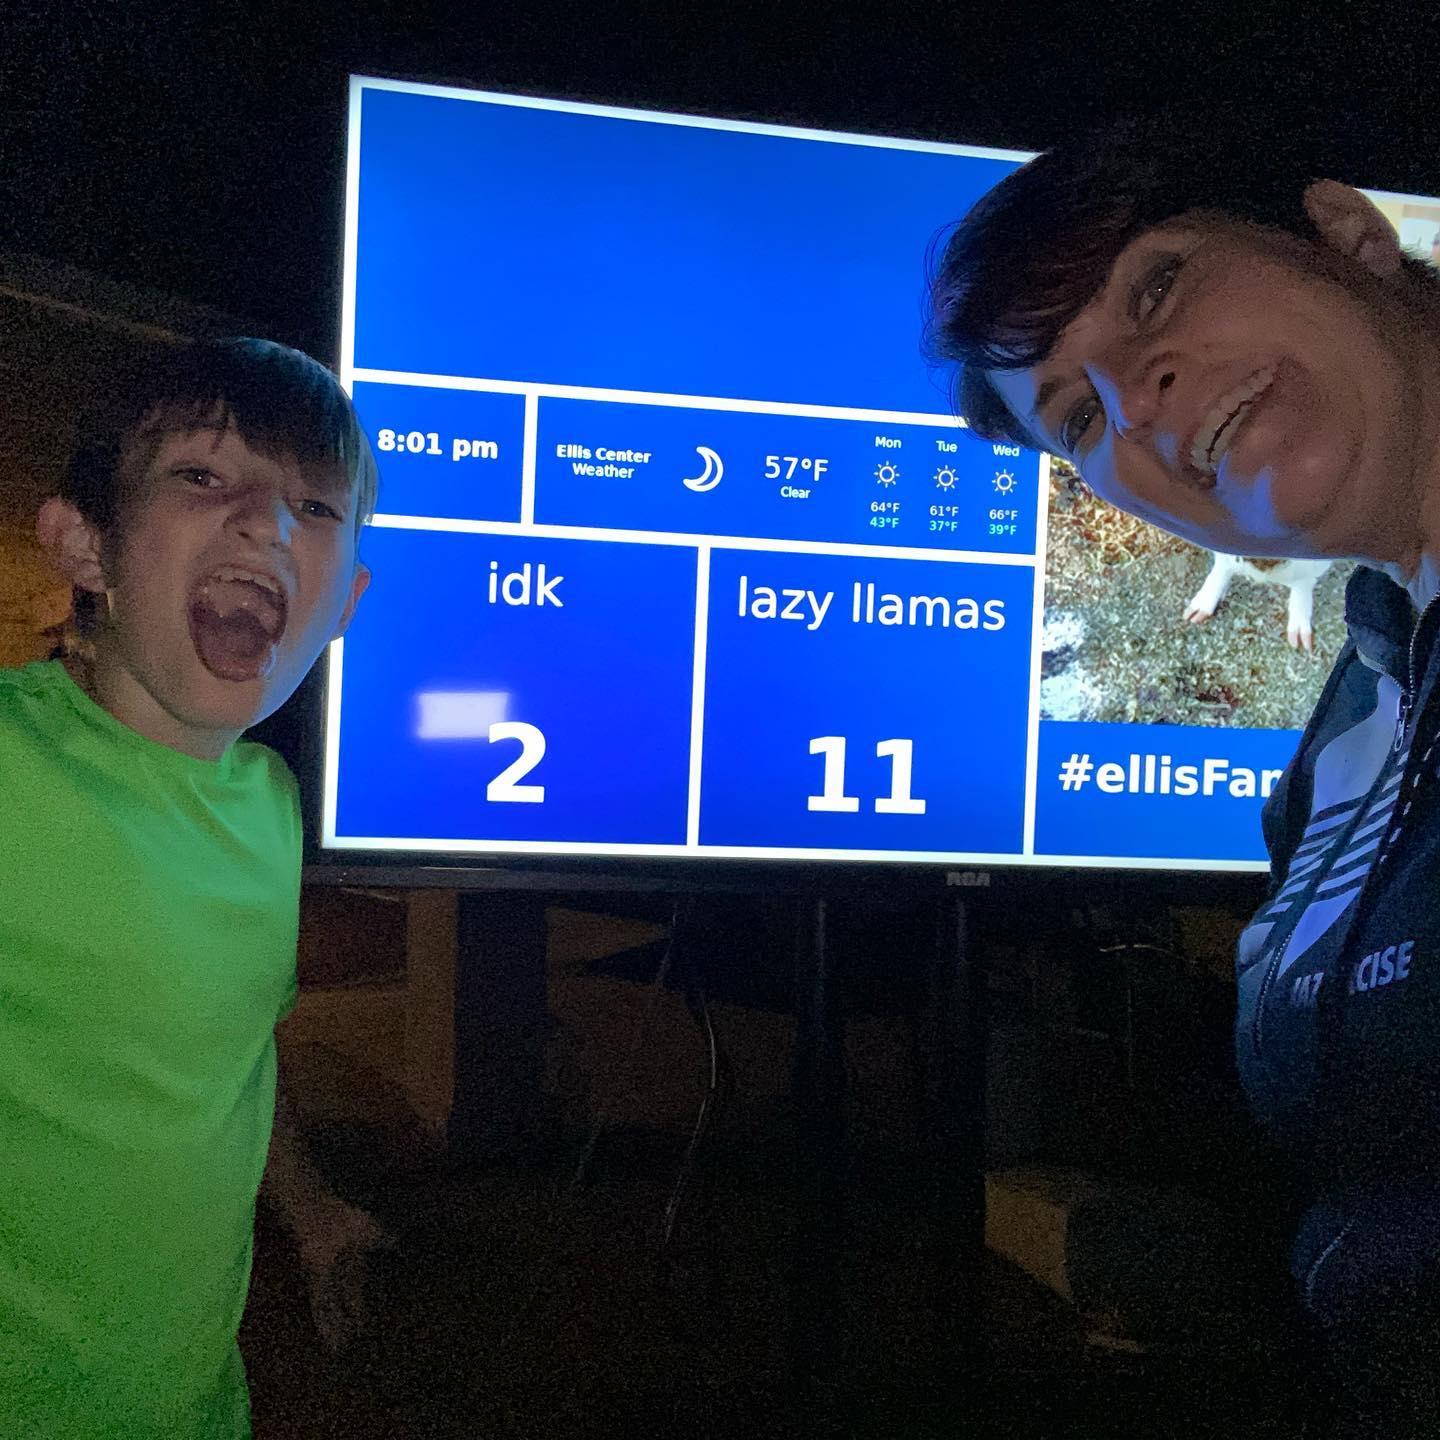 8:01 pm
Ellis Center
Weather
57°F
Clear
Mon
64°F
43°F
Tue
61°F
37°F
Wed
66°F
39°F
idk
2
lazy llamas
11
RCA